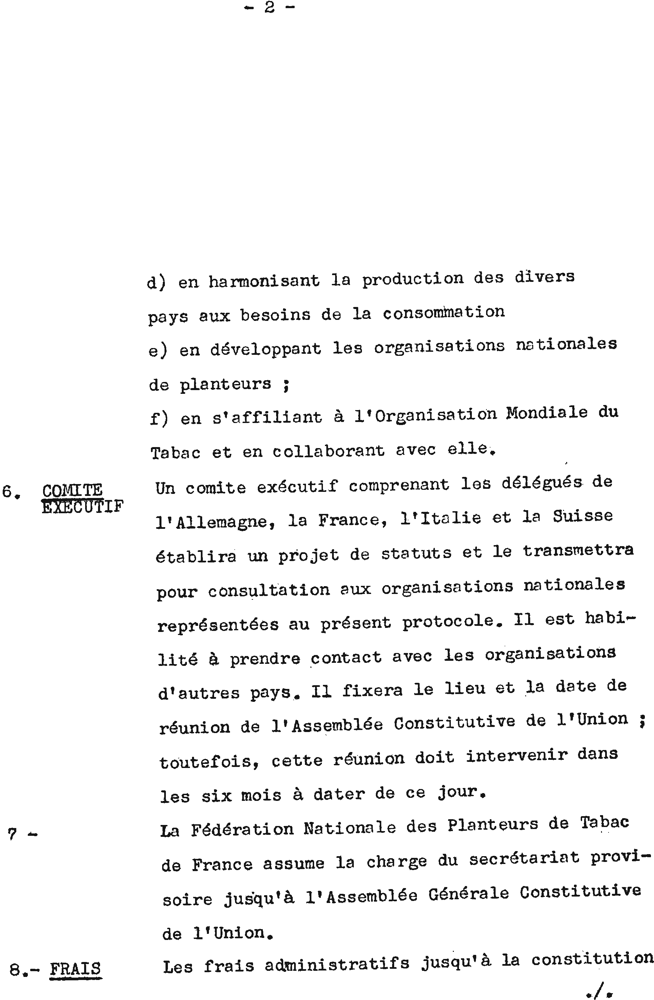 - 2 -
d) en harmonisant la production des divers
pays aux besoins de la consommation
e) en développant les organisations nationales
de planteurs ;
f) en s'affiliant à l'Organisation Mondiale du
Tabac et en collaborant avec elle.
6. COMITE EXECUTIF Un comite exécutif comprenant les délégués de
l'Allemagne, la France, l'Italie et la Suisse
établira un projet de statuts et le transmettra
pour consultation aux organisations nationales
représentées au présent protocole. Il est habi-
lité à prendre contact avec les organisations
d'autres pays. Il fixera le lieu et la date de
réunion de l'Assemblée Constitutive de l'Union ;
toutefois, cette réunion doit intervenir dans
les six mois à dater de ce jour.
7 - La Fédération Nationale des Planteurs de Tabac
de France assume la charge du secrétariat provi-
soire jusqu'à l'Assemblée Générale Constitutive
de l'Union.
8.- FRAIS Les frais administratifs jusqu'à la constitution
./.